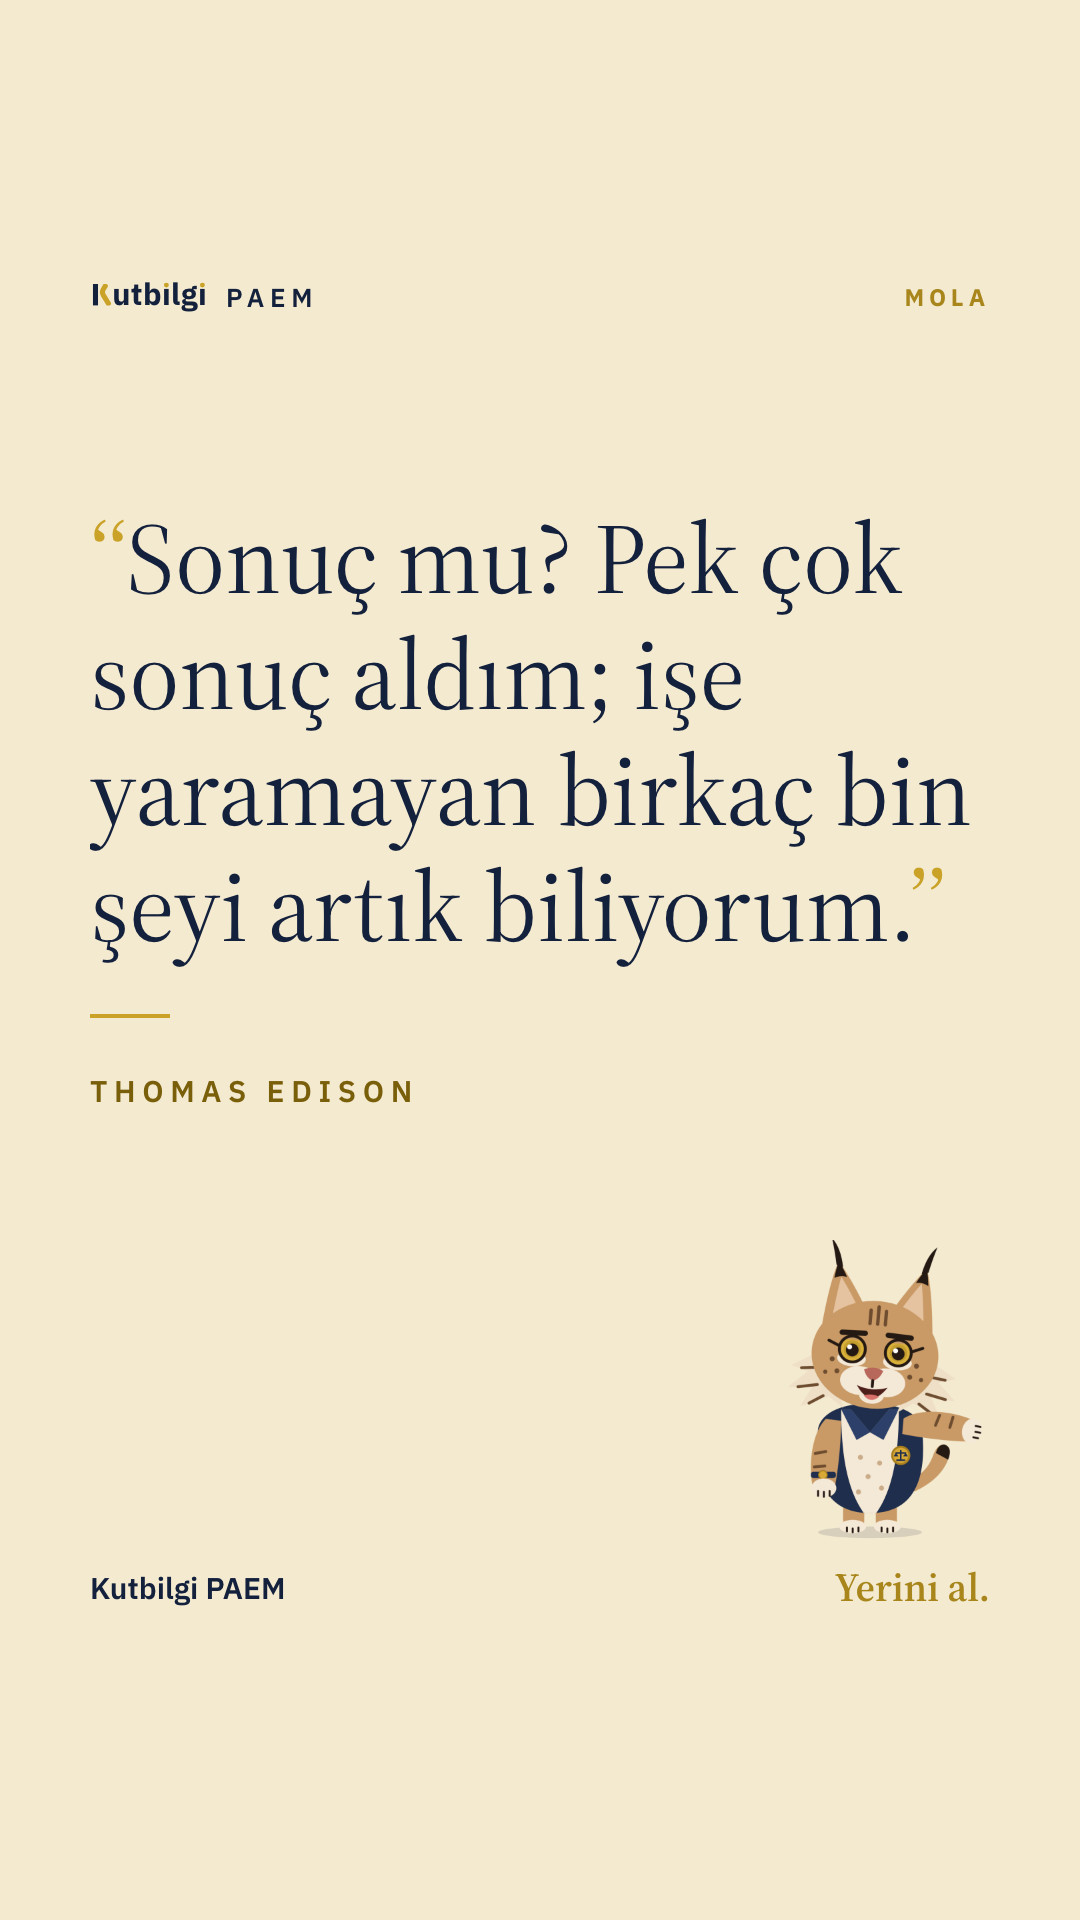 Kutbilgi PAEM
MOLA
“Sonuç mu? Pek çok
sonuç aldım; işe
yaramayan birkaç bin
şeyi artık biliyorum.”
THOMAS EDISON
Kutbilgi PAEM
Yerini al.